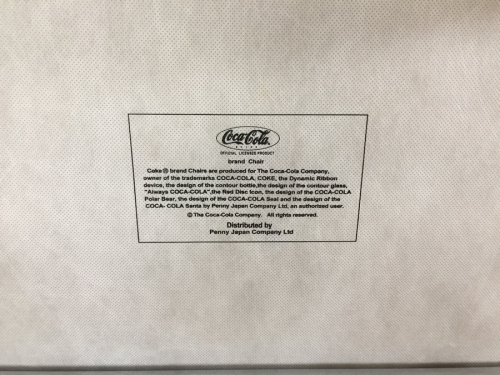 Coca-Cola
OFFICIAL LICENSED PRODUCT
brand Chair
Coke® brand Chairs are produced for The Coca-Cola Company,
owner of the trademarks COCA-COLA, COKE, the Dynamic Ribbon
device, the design of the contour bottle,the design of the contour glass,
"Always COCA-COLA",the Red Disc Icon, the design of the COCA-COLA
Polar Bear, the design of the COCA-COLA Seal and the design of the
COCA- COLA Santa by Penny Japan Company Ltd, an authorized user.
© The Coca-Cola Company. All rights reserved.
Distributed by
Penny Japan Company Ltd